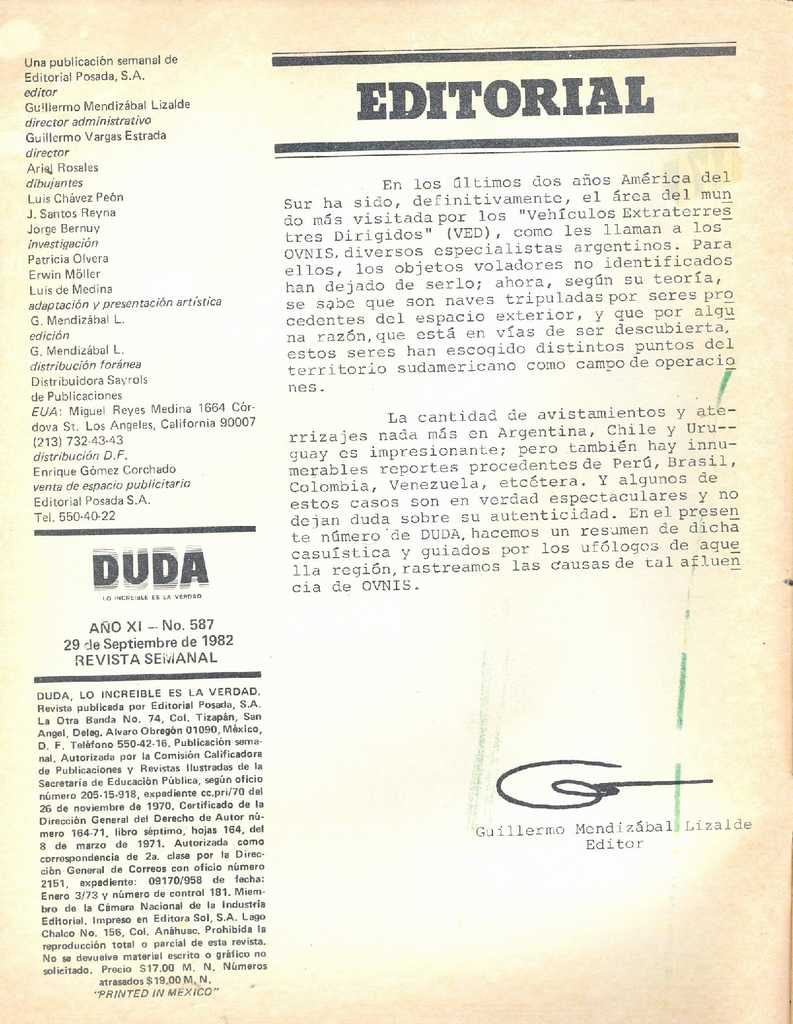 Una publicación semanal de
Editorial Posada, S.A.
editor
Guillermo Mendizábal Lizalde
director administrativo
Guillermo Vargas Estrada
director
Ariel Rosales
dibujantes
Luis Chávez Peón
J. Santos Reyna
Jorge Bernuy
investigación
Patricia Olvera
Erwin Möller
Luis de Medina
adaptación y presentación artística
G. Mendizábal L.
edición
G. Mendizábal L.
distribución foránea
Distribuidora Sayrols
de Publicaciones
EUA: Miguel Reyes Medina 1664 Cór-
dova St. Los Angeles, California 90007
(213) 732-43-43
distribución D.F.
Enrique Gómez Corchado
venta de espacio publicitario
Editorial Posada S.A.
Tel. 550-40-22
DUDA
LO INCREIBLE ES LA VERDAD
AÑO XI — No. 587
29 de Septiembre de 1982
REVISTA SEMANAL
DUDA, LO INCREIBLE ES LA VERDAD.
Revista publicada por Editorial Posada, S.A.
La Otra Banda No. 74, Col. Tizapán, San
Angel, Deleg. Alvaro Obregón 01090, México,
D. F. Teléfono 550-42-16. Publicación sema-
nal. Autorizada por la Comisión Calificadora
de Publicaciones y Revistas Ilustradas de la
Secretaría de Educación Pública, según oficio
número 205-15-918, expediente cc.pri/70 del
26 de noviembre de 1970. Certificado de la
Dirección General del Derecho de Autor nú-
mero 164-71, libro séptimo, hojas 164, del
8 de marzo de 1971. Autorizada como
correspondencia de 2a. clase por la Direc-
ción General de Correos con oficio número
2151, expediente: 09170/958 de fecha:
Enero 3/73 y número de control 181. Miem-
bro de la Cámara Nacional de la Industria
Editorial. Impreso en Editora Sol, S.A. Lago
Chalco No. 156, Col. Anáhuac. Prohibida la
reproducción total o parcial de esta revista.
No se devuelve material escrito o gráfico no
solicitado. Precio $17.00 M. N. Números
atrasados $19.00 M. N.
"PRINTED IN MEXICO"
EDITORIAL
En los últimos dos años América del
Sur ha sido, definitivamente, el área del mun
do más visitada por los "Vehículos Extraterres
tres Dirigidos" (VED), como les llaman a los
OVNIS, diversos especialistas argentinos. Para
ellos, los objetos voladores no identificados
han dejado de serlo; ahora, según su teoría,
se sabe que son naves tripuladas por seres pro
cedentes del espacio exterior, y que por algu
na razón, que está en vías de ser descubierta,
estos seres han escogido distintos puntos del
territorio sudamericano como campo de operacio
nes.
La cantidad de avistamientos y ate-
rrizajes nada más en Argentina, Chile y Uru--
guay es impresionante; pero también hay innu-
merables reportes procedentes de Perú, Brasil,
Colombia, Venezuela, etcétera. Y algunos de
estos casos son en verdad espectaculares y no
dejan duda sobre su autenticidad. En el presen
te número de DUDA, hacemos un resumen de dicha
casuística y guiados por los ufólogos de aque
lla región, rastreamos las causas de tal afluen
cia de OVNIS.
Guillermo Mendizábal Lizalde
Editor